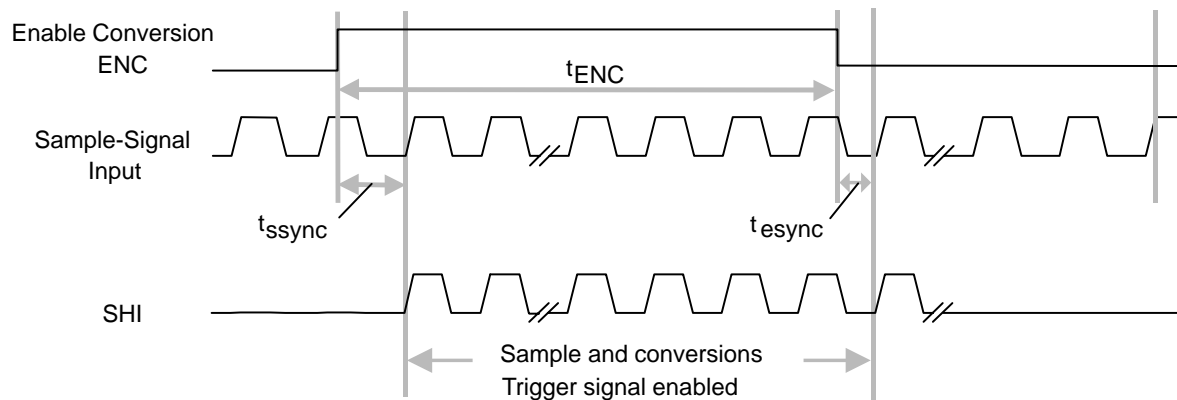 Enable Conversion
ENC
tENC
Sample-Signal
Input
tssync
t esync
SHI
Sample and conversions
Trigger signal enabled